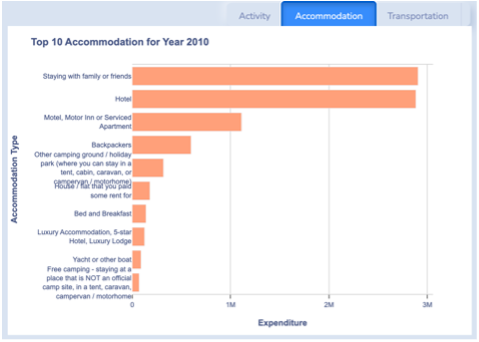 Activity
Accommodation
Transportation
Top 10 Accommodation for Year 2010
Accommodation Type
Staying with family or friends
Hotel
Motel, Motor Inn or Serviced
Apartment
Backpackers
Other camping ground / holiday
park (where you can stay in a
tent, cabin, caravan, or
campervan / motorhome)
House / flat that you paid
some rent for
Bed and Breakfast
Luxury Accommodation, 5-star
Hotel, Luxury Lodge
Yacht or other boat
Free camping - staying at a
place that is NOT an official
camp site, in a tent, caravan,
campervan / motorhome
0
1M
2M
3M
Expenditure